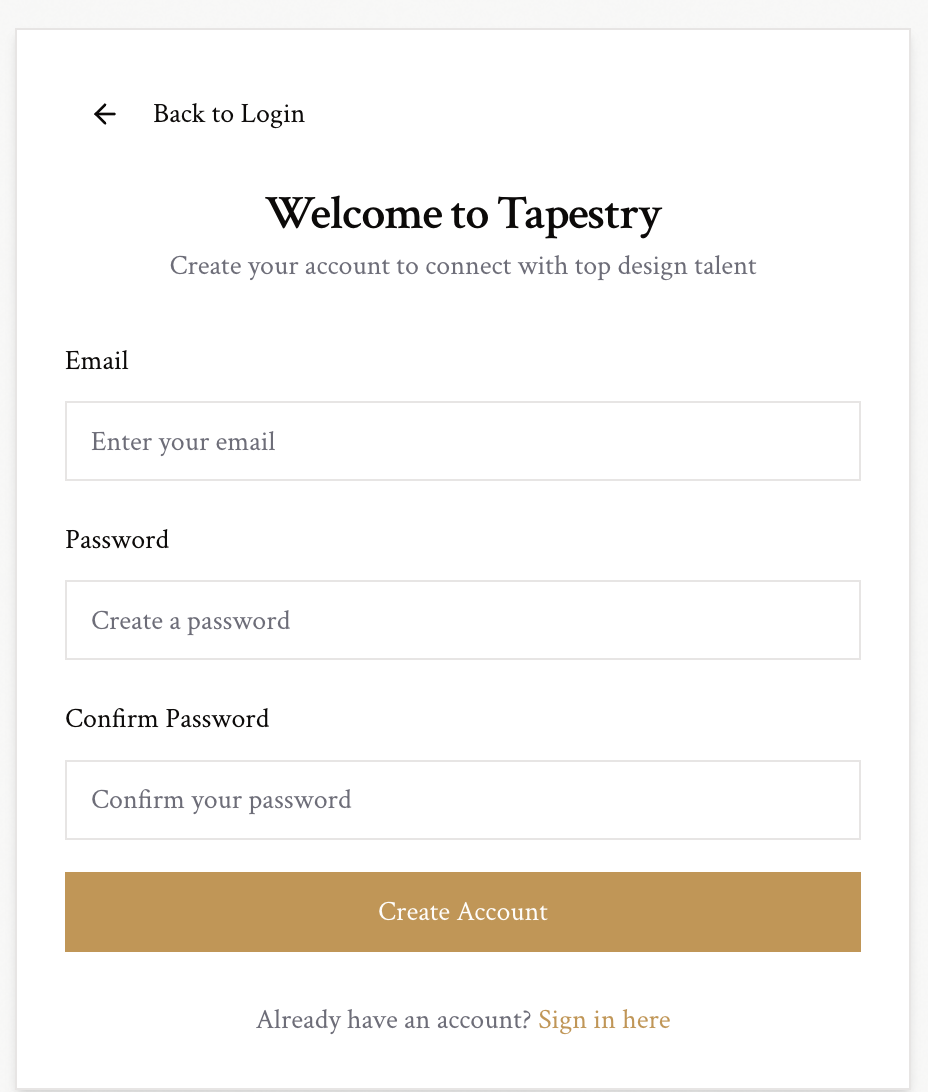 Back to Login
Welcome to Tapestry
Create your account to connect with top design talent
Email
Enter your email
Password
Create a password
Confirm Password
Confirm your password
Create Account
Already have an account? Sign in here